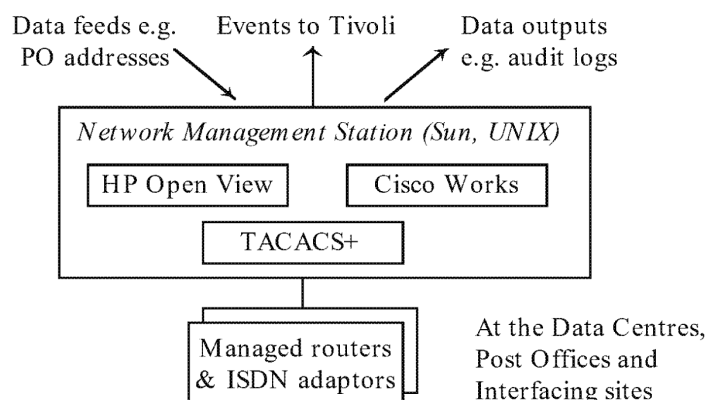 Data feeds e.g.
PO addresses
Events to Tivoli
Data outputs
e.g. audit logs
Network Management Station (Sun, UNIX)
HP Open View
Cisco Works
TACACS+
Managed routers
& ISDN adaptors
At the Data Centres,
Post Offices and
Interfacing sites